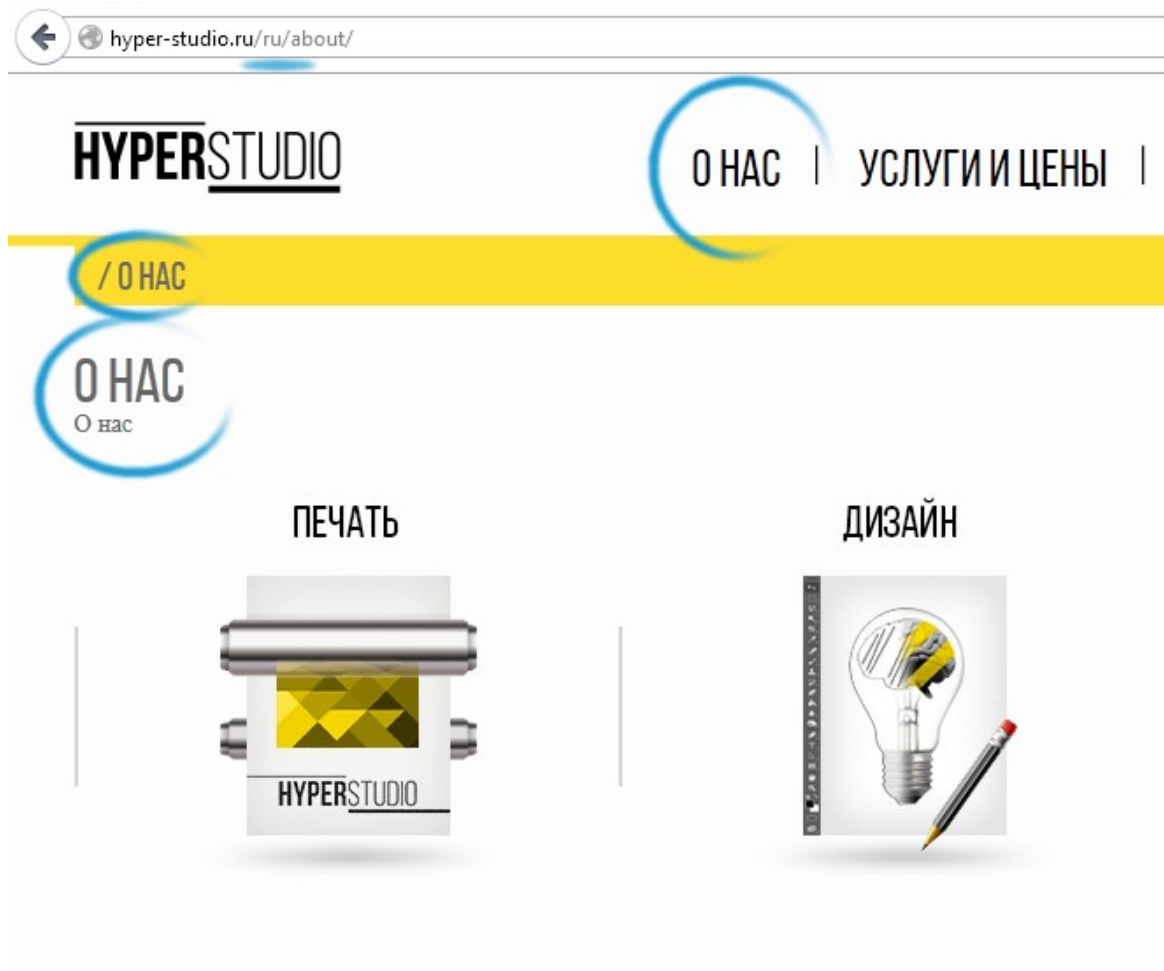 hyper-studio.ru/ru/about/
HYPERSTUDIO
О НАС | УСЛУГИ И ЦЕНЫ |
/ О НАС
О НАС
О нас
ПЕЧАТЬ
ДИЗАЙН
HYPERSTUDIO